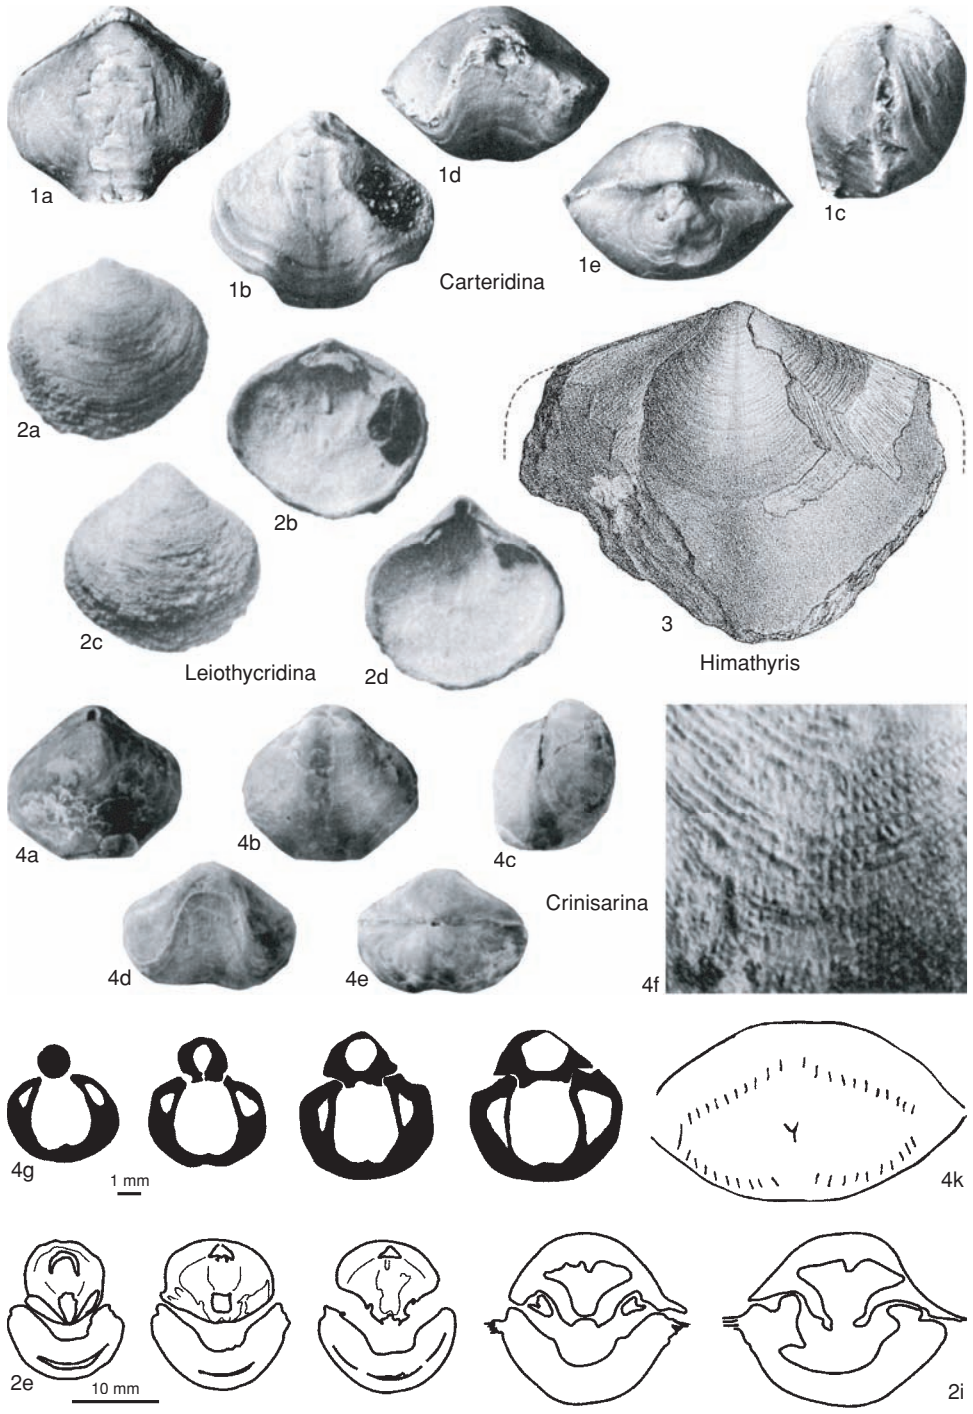 1a
1b
1d
1e
1c
Carteridina
2a
2b
2c
2d
Leiothycridina
3
Himathyris
4a
4b
4c
4d
4e
Crinisarina
4f
4g
1 mm
4k
2e
10 mm
2i